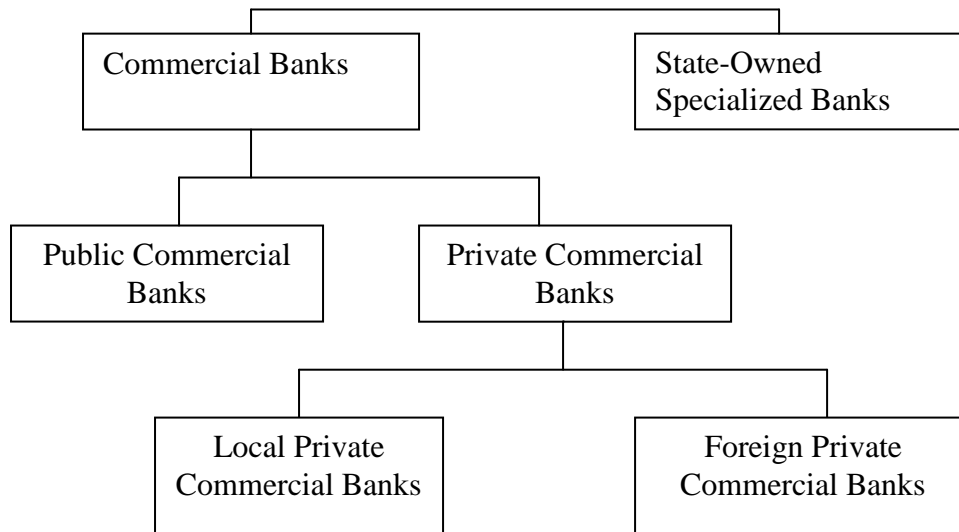 Commercial Banks
State-Owned
Specialized Banks
Public Commercial
Banks
Private Commercial
Banks
Local Private
Commercial Banks
Foreign Private
Commercial Banks